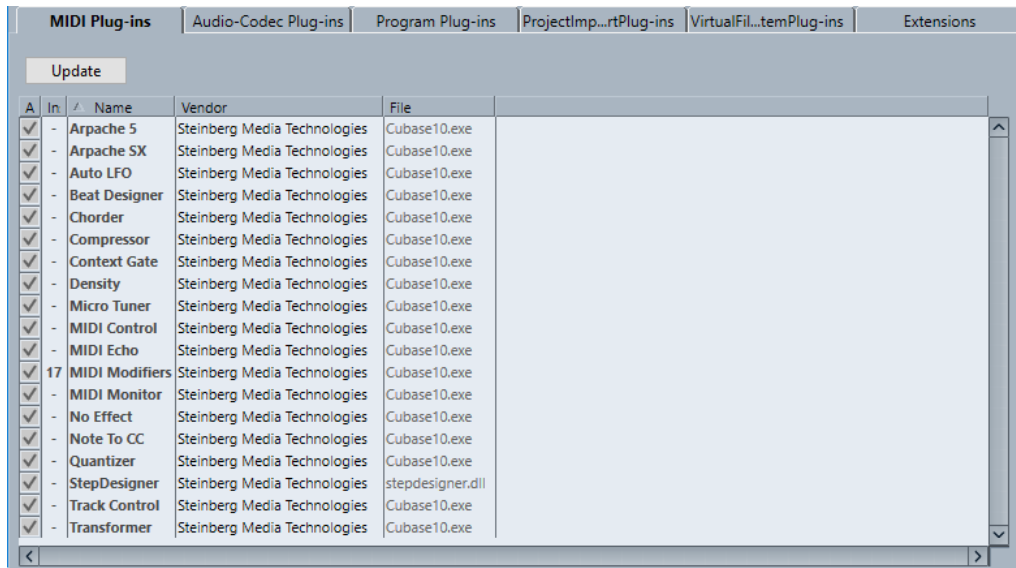 MIDI Plug-ins Audio-Codec Plug-ins Program Plug-ins ProjectImp...rtPlug-ins VirtualFil...temPlug-ins Extensions
Update
A In Name Vendor File
- Arpache 5 Steinberg Media Technologies Cubase10.exe
- Arpache SX Steinberg Media Technologies Cubase10.exe
- Auto LFO Steinberg Media Technologies Cubase10.exe
- Beat Designer Steinberg Media Technologies Cubase10.exe
- Chorder Steinberg Media Technologies Cubase10.exe
- Compressor Steinberg Media Technologies Cubase10.exe
- Context Gate Steinberg Media Technologies Cubase10.exe
- Density Steinberg Media Technologies Cubase10.exe
- Micro Tuner Steinberg Media Technologies Cubase10.exe
- MIDI Control Steinberg Media Technologies Cubase10.exe
- MIDI Echo Steinberg Media Technologies Cubase10.exe
17 MIDI Modifiers Steinberg Media Technologies Cubase10.exe
- MIDI Monitor Steinberg Media Technologies Cubase10.exe
- No Effect Steinberg Media Technologies Cubase10.exe
- Note To CC Steinberg Media Technologies Cubase10.exe
- Quantizer Steinberg Media Technologies Cubase10.exe
- StepDesigner Steinberg Media Technologies stepdesigner.dll
- Track Control Steinberg Media Technologies Cubase10.exe
- Transformer Steinberg Media Technologies Cubase10.exe